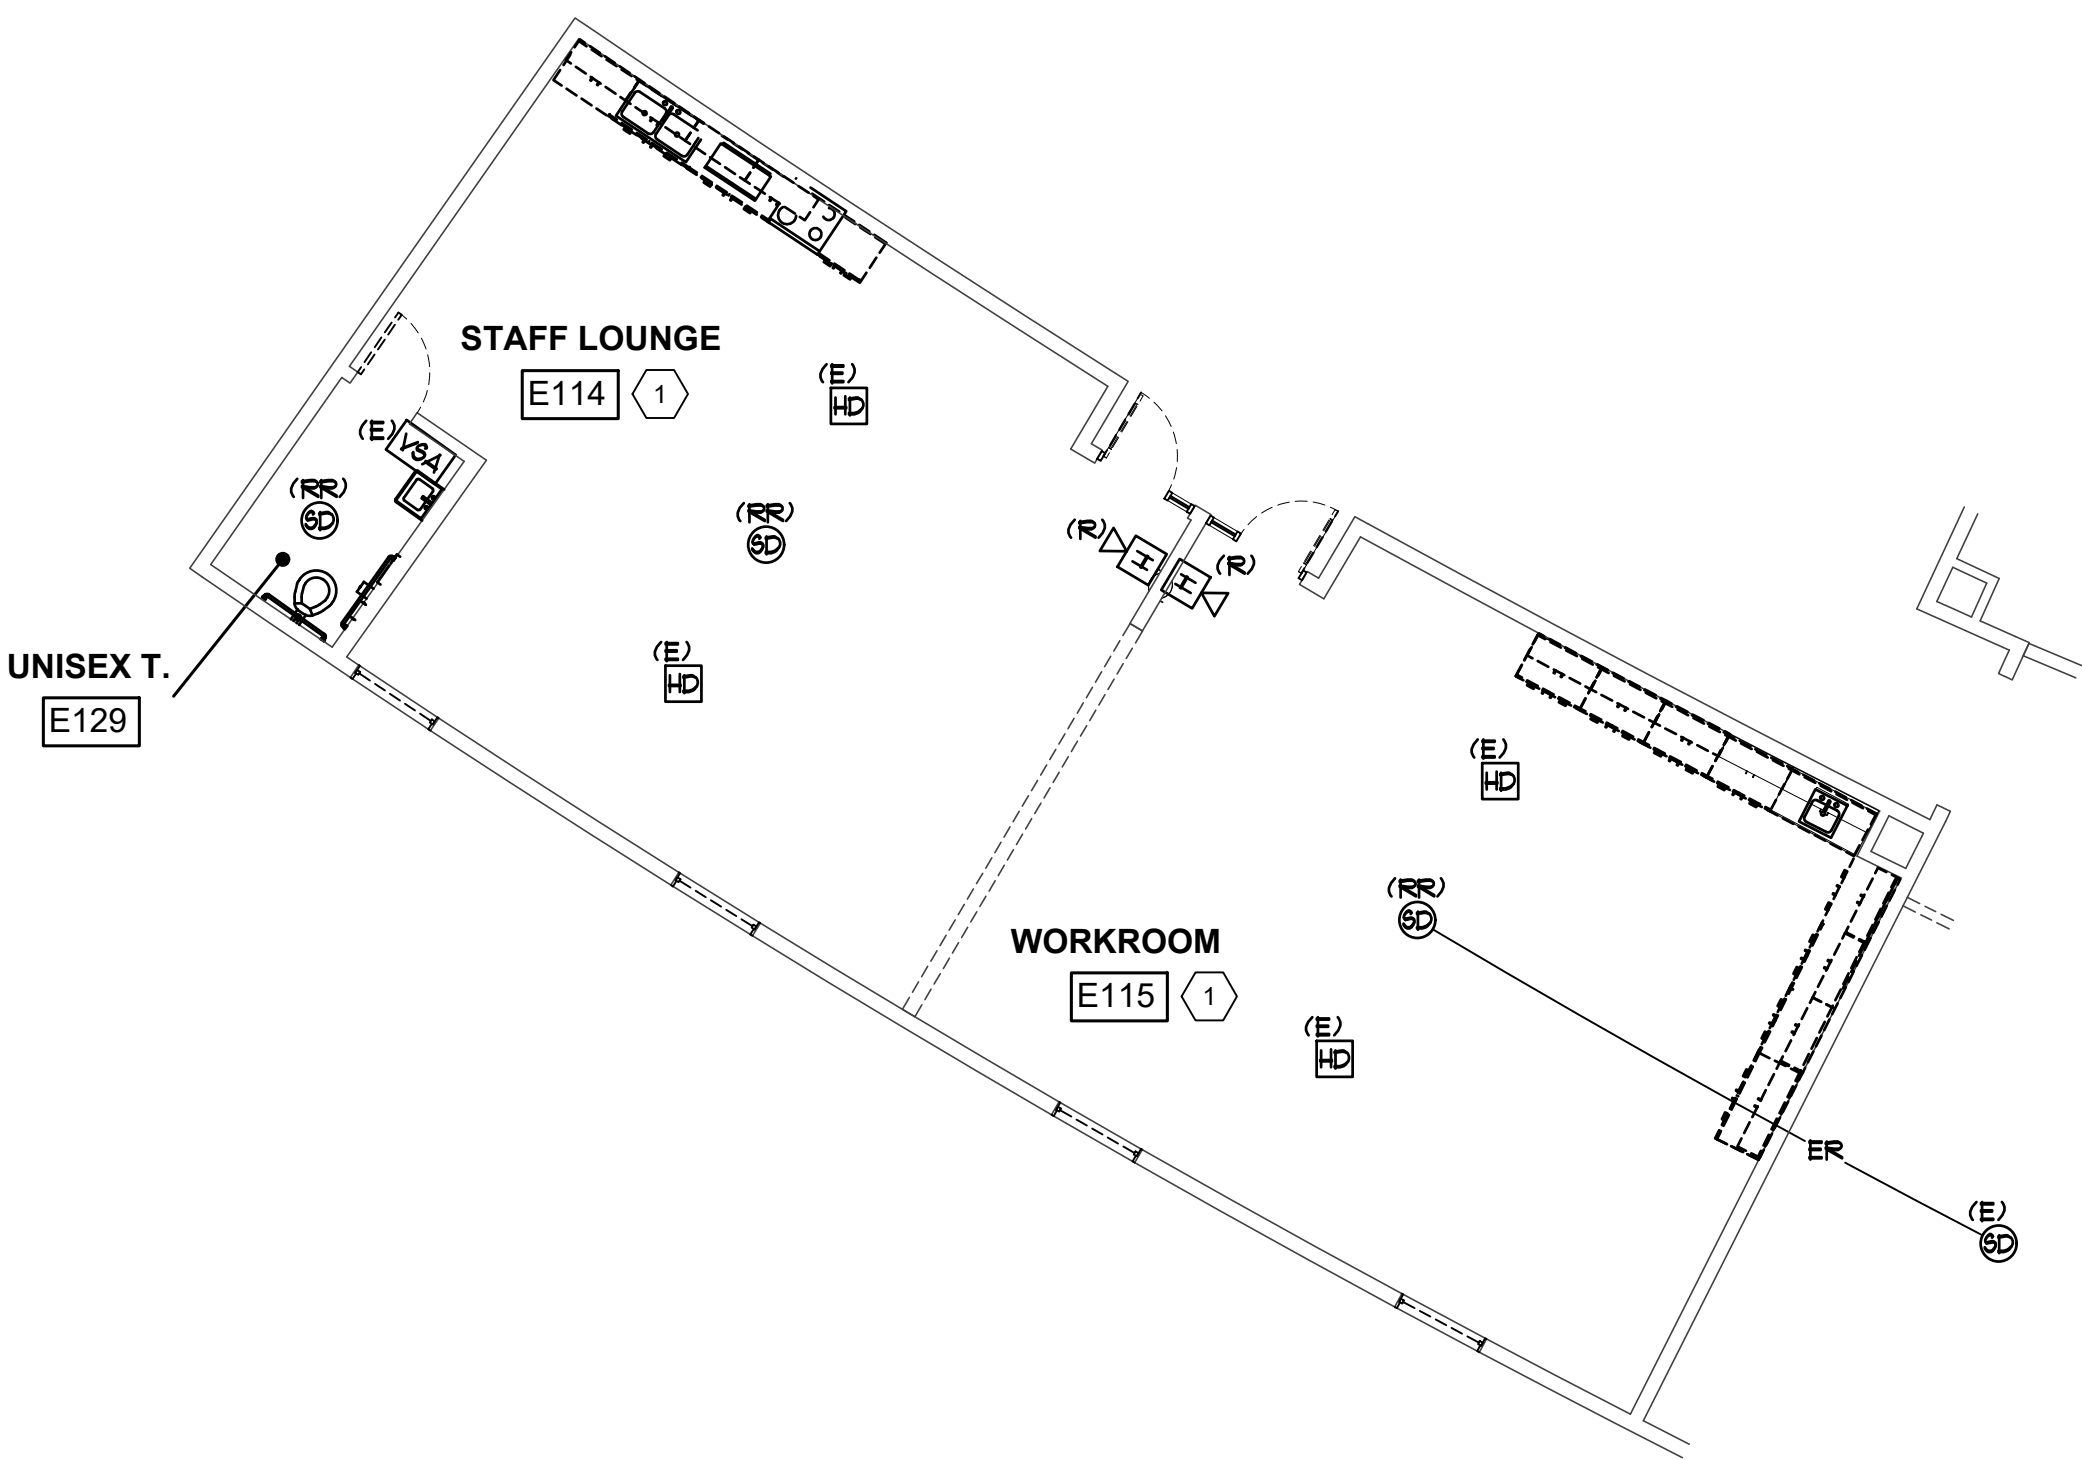 STAFF LOUNGE
E114 1
(E)
HD
(E)
VSA
(RR)
SD
(RR)
SD
(R)
H
H
(R)
UNISEX T.
E129
(E)
HD
(E)
HD
(RR)
SD
WORKROOM
E115 1
(E)
HD
ER
(E)
SD